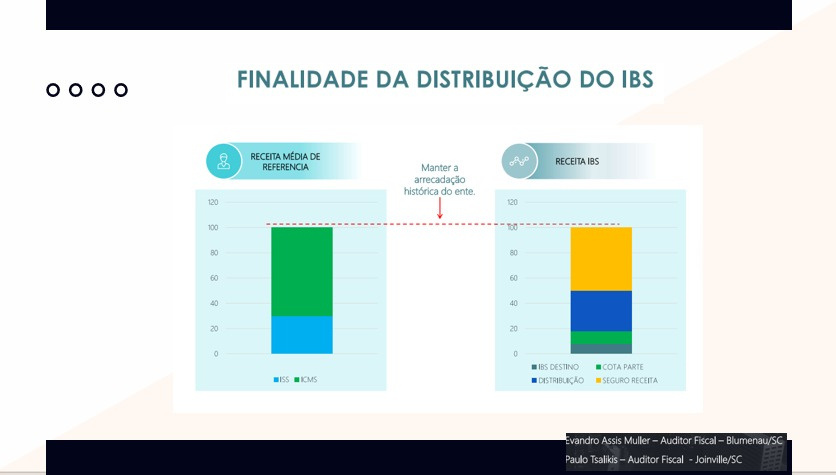 FINALIDADE DA DISTRIBUIÇÃO DO IBS
RECEITA MÉDIA DE
REFERENCIA
Manter a
arrecadação
histórica do ente.
RECEITA IBS
120
100
80
60
40
20
0
ISS ICMS
120
100
80
60
40
20
0
IBS DESTINO COTA PARTE
DISTRIBUIÇÃO SEGURO RECEITA
Evandro Assis Muller – Auditor Fiscal – Blumenau/SC
Paulo Tsalikis – Auditor Fiscal - Joinville/SC